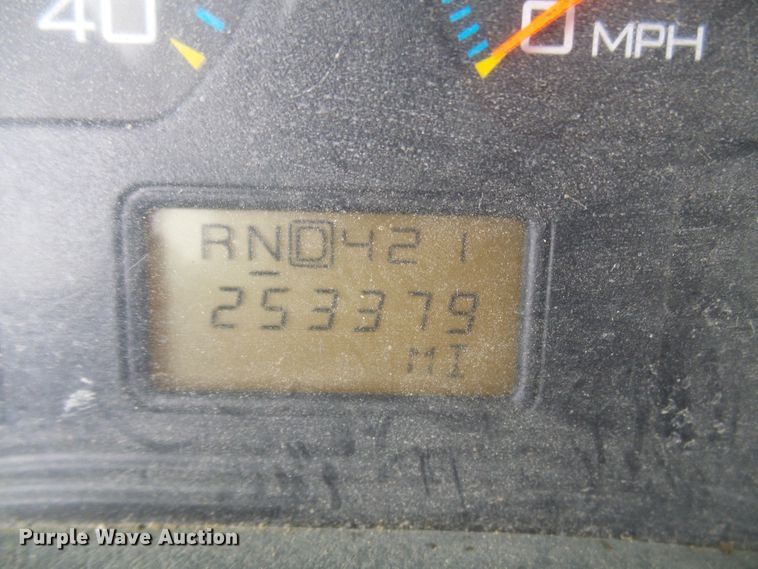 40
0 MPH
RND421
253379
MI
Purple Wave Auction